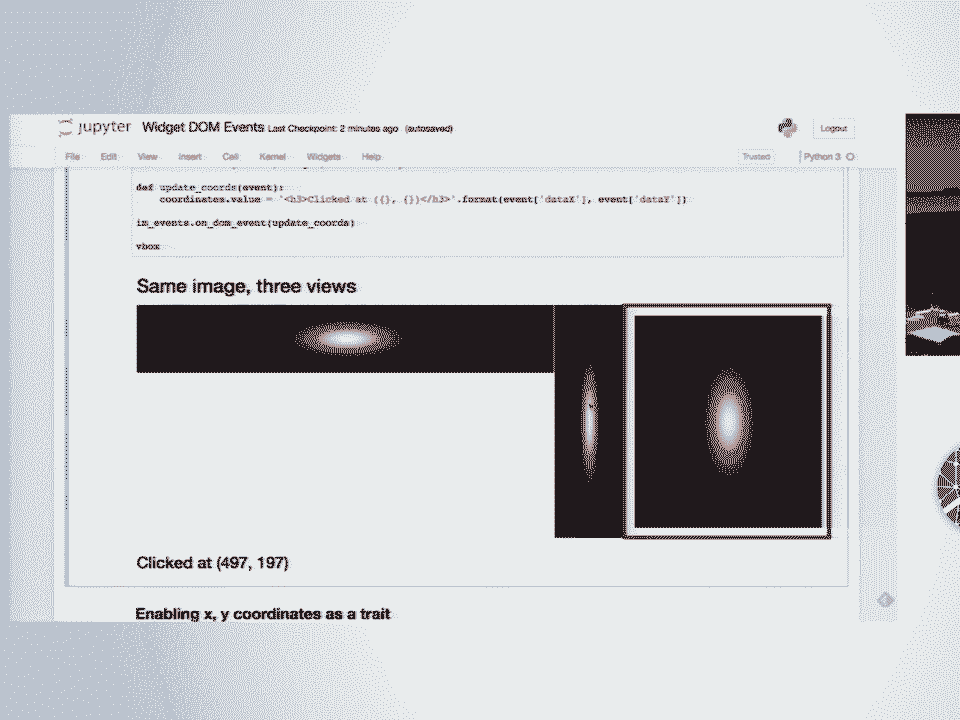 jupyter Widget DOM Events Last Checkpoint: 2 minutes ago (autosaved)
Logout
File Edit View Insert Cell Kernel Widgets Help
Trusted
Python 3
def update_coords(event):
coordinates.value = '<h3>Clicked at ({}, {})</h3>'.format(event['dataX'], event['dataY'])
im_events.on_dom_event(update_coords)
vbox
Same image, three views
Clicked at (497, 197)
Enabling x, y coordinates as a trait